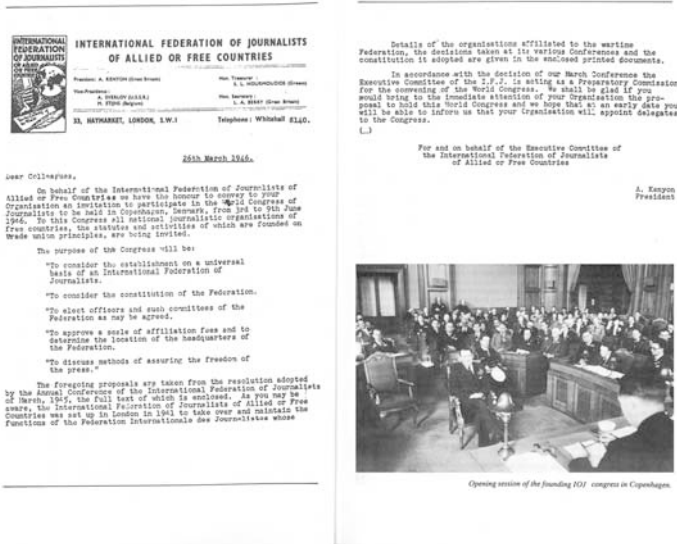 INTERNATIONAL
FEDERATION
OF JOURNALISTS
OF ALLIED
OR FREE
INTERNATIONAL FEDERATION OF JOURNALISTS
OF ALLIED OR FREE COUNTRIES
President: A. KENYON (Great Britain)
Vice-Presidents:
(U.S.S.R.)
(Belgium)
Hon. Treasurer:
(Greece)
Hon. Secretary:
L. A. BERRY (Great Britain)
33, HAYMARKET, LONDON, S.W.1
Telephone: Whitehall 8140.
26th March 1946.
Dear Colleagues,
On behalf of the International Federation of Journalists of
Allied or Free Countries we have the honour to convey to your
Organisation an invitation to participate in the World Congress of
Journalists to be held in Copenhagen, Denmark, from 3rd to 9th June
1946. To this Congress all national journalistic organisations of
free countries, the statutes and activities of which are founded on
trade union principles, are being invited.
The purpose of the Congress will be:
"To consider the establishment on a universal
basis of an International Federation of
Journalists.
"To consider the constitution of the Federation.
"To elect officers and such committees of the
Federation as may be agreed.
"To approve a scale of affiliation fees and to
determine the location of the headquarters of
the Federation.
"To discuss methods of assuring the freedom of
the press."
The foregoing proposals are taken from the resolution adopted
by the Annual Conference of the International Federation of Journalists
of March, 1945, the full text of which is enclosed. As you may be
aware, the International Federation of Journalists of Allied or Free
Countries was set up in London in 1941 to take over and maintain the
functions of the Federation Internationale des Journalistes whose
Details of the organisations affiliated to the wartime
Federation, the decisions taken at its various Conferences and the
constitution it adopted are given in the enclosed printed documents.
In accordance with the decision of our March Conference the
Executive Committee of the I.F.J. is acting as a Preparatory Commission
for the convening of the World Congress. We shall be glad if you
would bring to the immediate attention of your Organisation the pro-
posal to hold this World Congress and we hope that at an early date you
will be able to inform us that your Organisation will appoint delegates
to the Congress.
(…)
For and on behalf of the Executive Committee of
the International Federation of Journalists
of Allied or Free Countries
A. Kenyon
President
Opening session of the founding IOJ congress in Copenhagen.